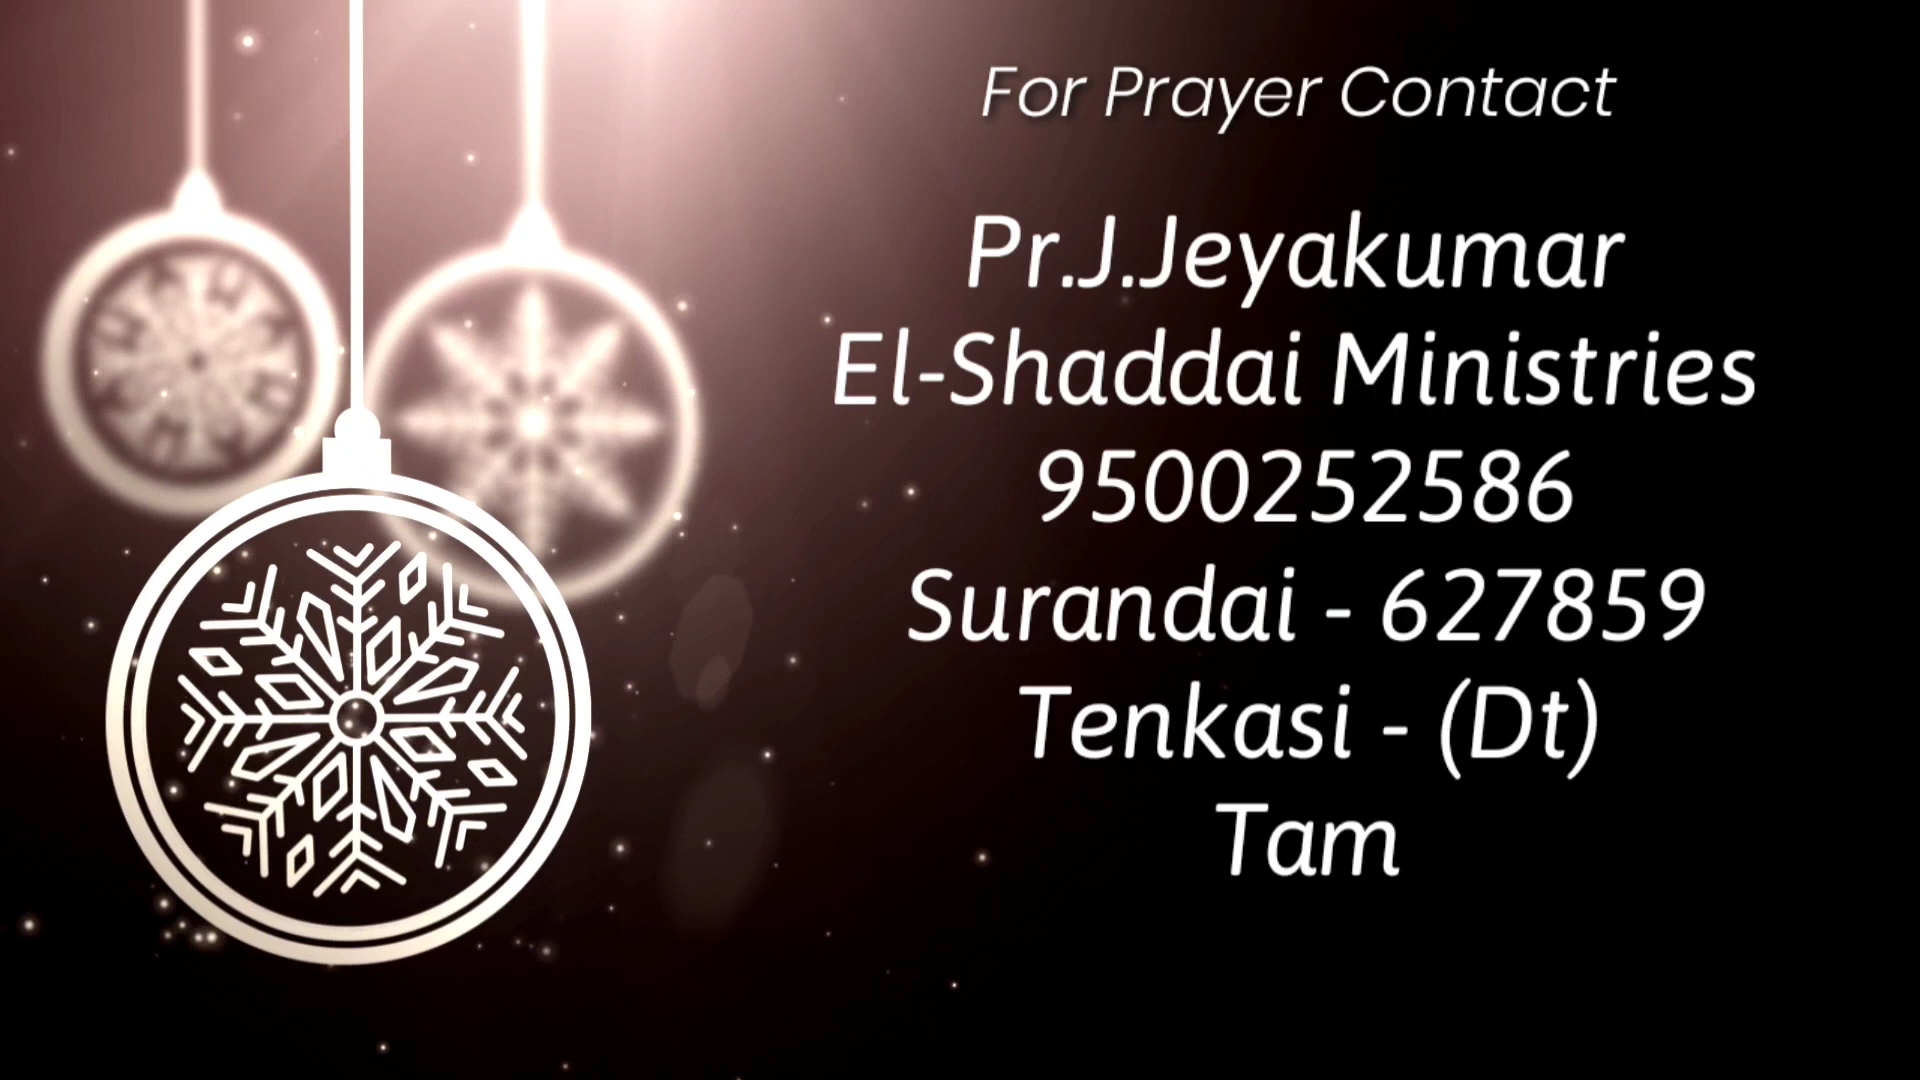 For Prayer Contact
Pr.J.Jeyakumar
El-Shaddai Ministries
9500252586
Surandai - 627859
Tenkasi - (Dt)
Tam